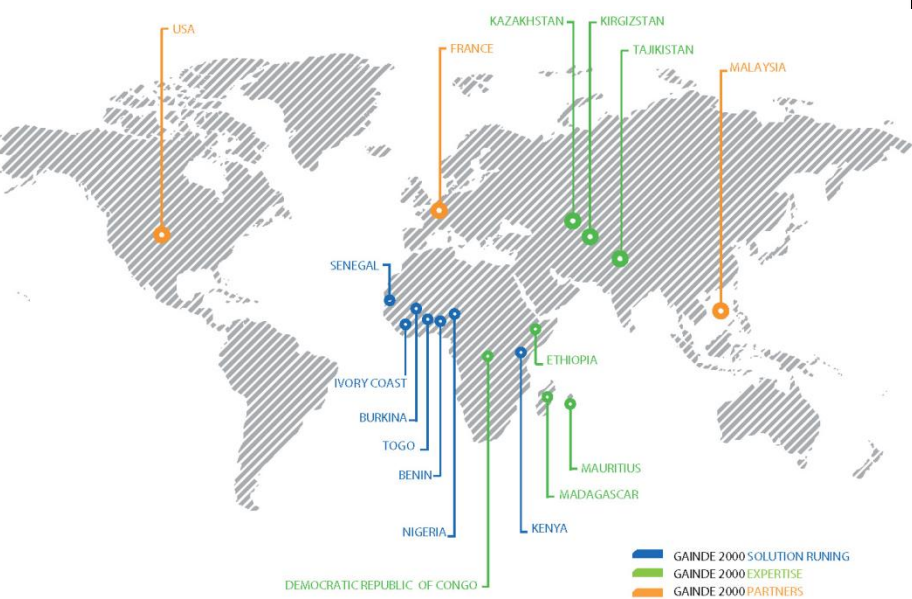 KAZAKHSTAN
KIRGIZSTAN
USA
FRANCE
TAJIKISTAN
MALAYSIA
SENEGAL
ETHIOPIA
IVORY COAST
BURKINA
TOGO
BENIN
MAURITIUS
MADAGASCAR
NIGERIA
KENYA
GAINDE 2000 SOLUTION RUNING
GAINDE 2000 EXPERTISE
DEMOCRATIC REPUBLIC OF CONGO
GAINDE 2000 PARTNERS